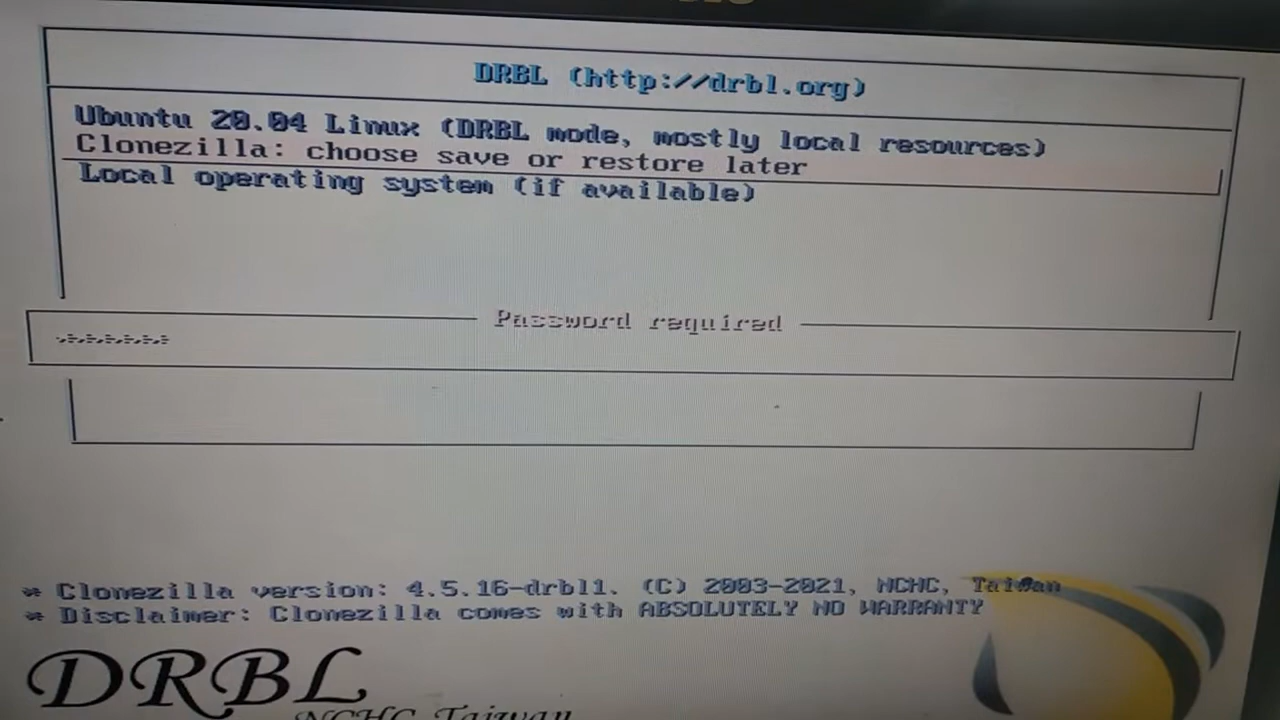 DRBL (http://drbl.org)
Ubuntu 20.04 Linux (DRBL mode, mostly local resources)
Clonezilla: choose save or restore later
Local operating system (if available)
Password required
*******
* Clonezilla version: 4.5.16-drbl1. (C) 2003-2021, NCHC, Taiwan
* Disclaimer: Clonezilla comes with ABSOLUTELY NO WARRANTY
DRBL
NCHC Taiwan